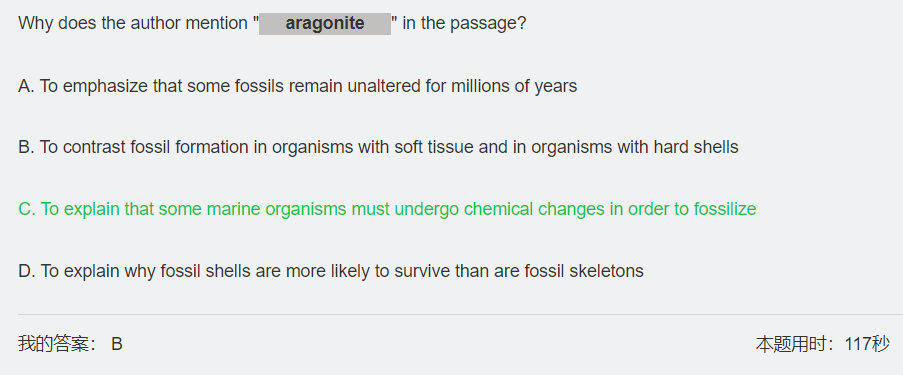 Why does the author mention " aragonite " in the passage?
A. To emphasize that some fossils remain unaltered for millions of years
B. To contrast fossil formation in organisms with soft tissue and in organisms with hard shells
C. To explain that some marine organisms must undergo chemical changes in order to fossilize
D. To explain why fossil shells are more likely to survive than are fossil skeletons
我的答案： B 本题用时：117秒